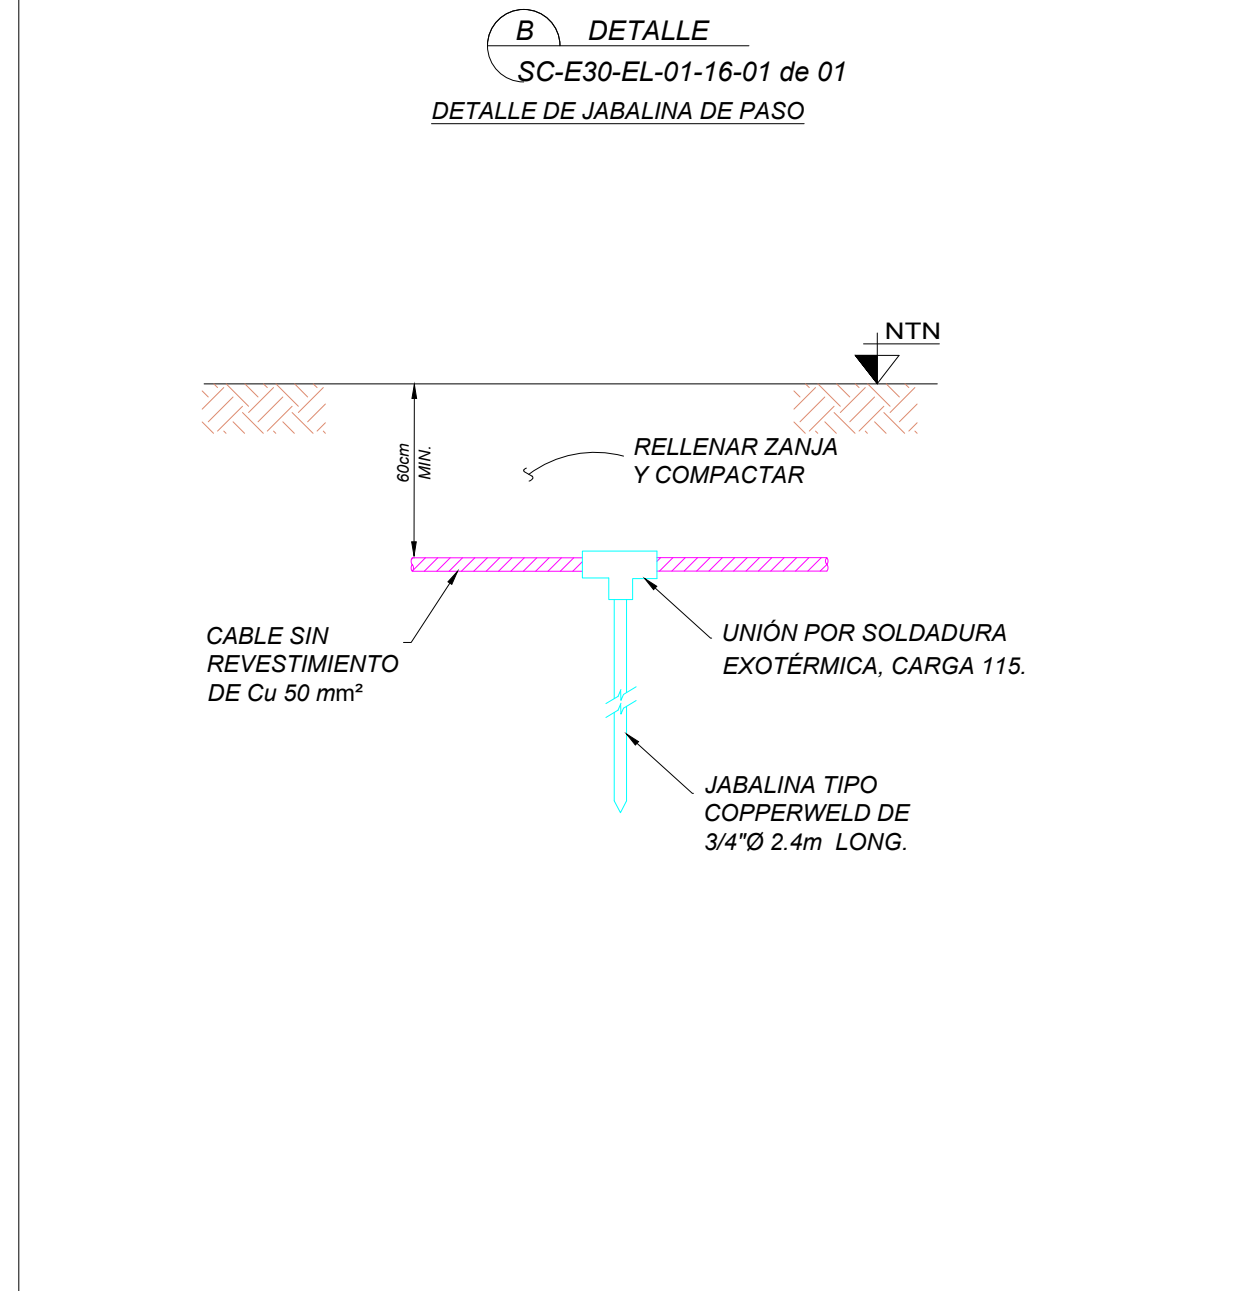 B DETALLE
SC-E30-EL-01-16-01 de 01
DETALLE DE JABALINA DE PASO
NTN
60cm
MIN.
RELLENAR ZANJA
Y COMPACTAR
CABLE SIN
REVESTIMIENTO
DE Cu 50 mm²
UNIÓN POR SOLDADURA
EXOTÉRMICA, CARGA 115.
JABALINA TIPO
COPPERWELD DE
3/4"Ø 2.4m LONG.